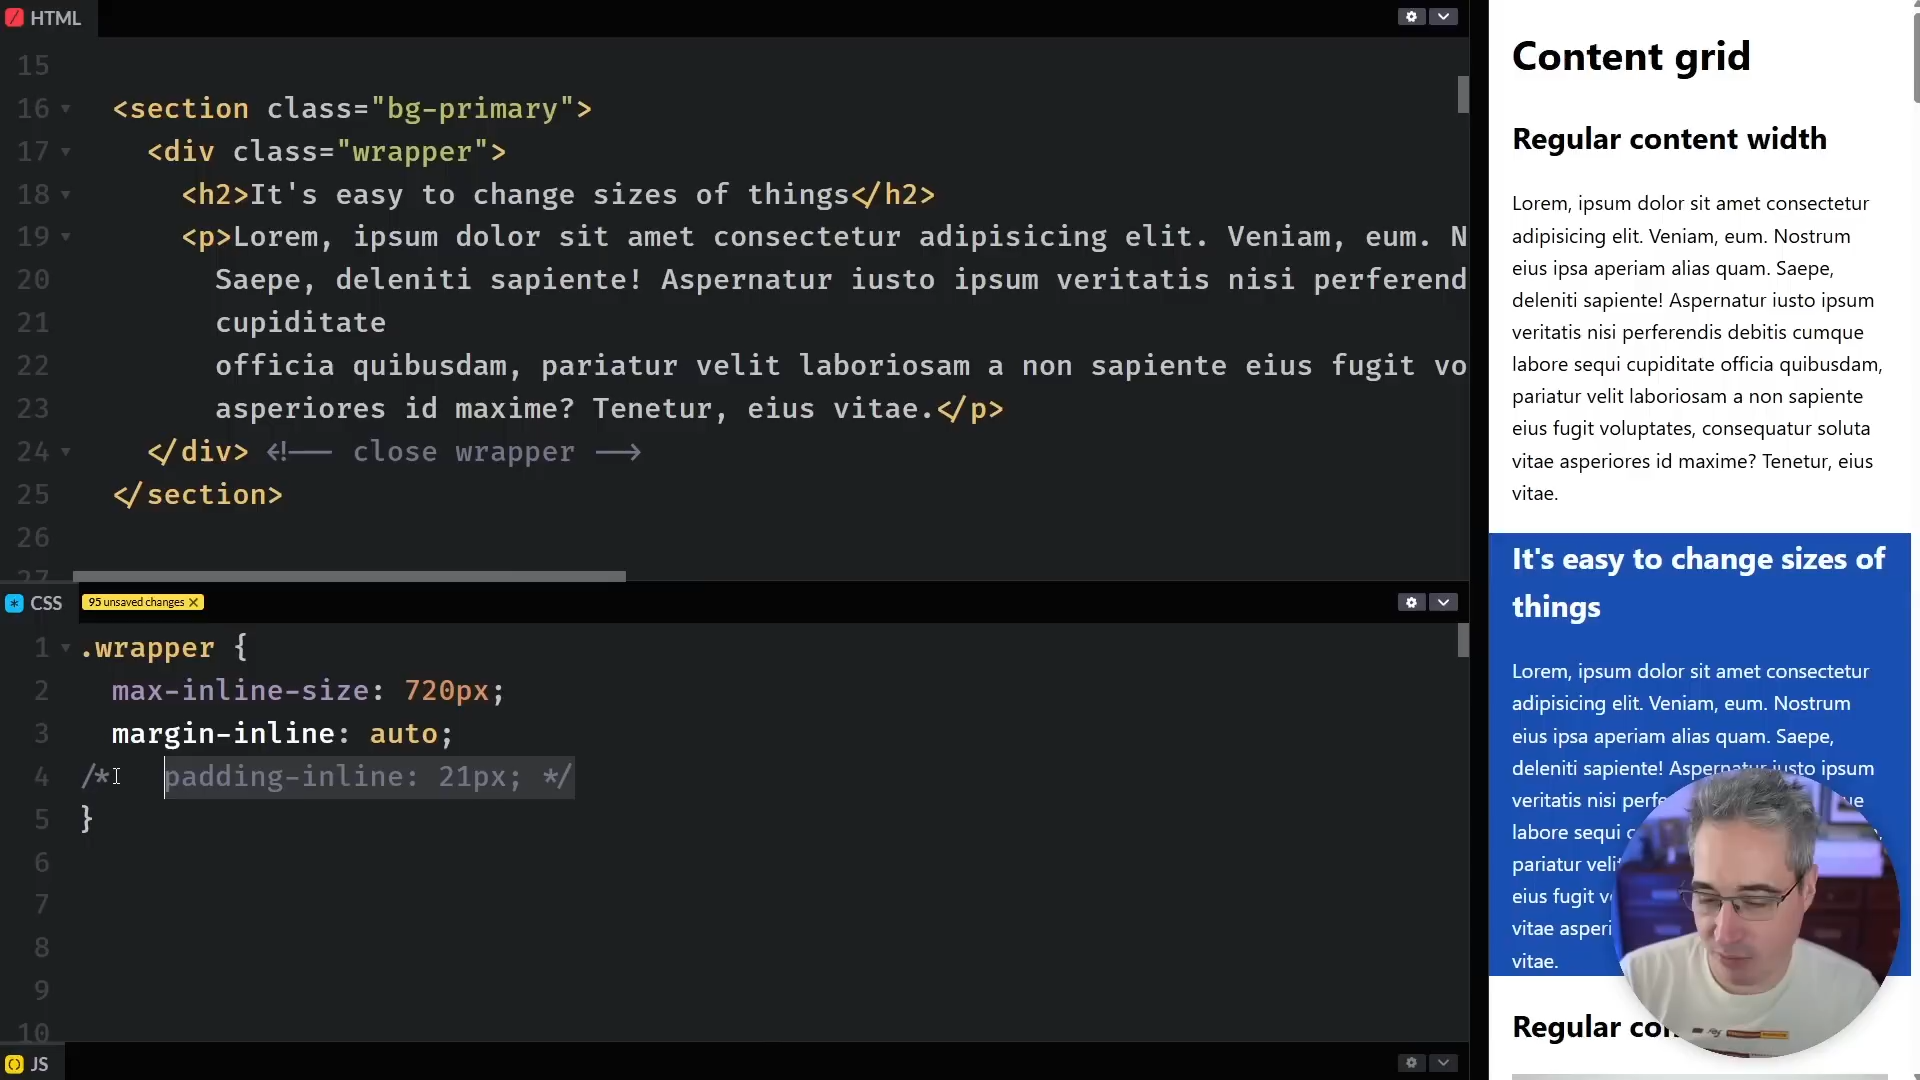 HTML
15
16 <section class="bg-primary">
17 <div class="wrapper">
18 <h2>It's easy to change sizes of things</h2>
19 <p>Lorem, ipsum dolor sit amet consectetur adipisicing elit. Veniam, eum. N
20 Saepe, deleniti sapiente! Aspernatur iusto ipsum veritatis nisi perferend
21 cupiditate
22 officia quibusdam, pariatur velit laboriosam a non sapiente eius fugit vo
23 asperiores id maxime? Tenetur, eius vitae.</p>
24 </div> <!-- close wrapper -->
25 </section>
26
27
CSS 95 unsaved changes ×
1 .wrapper {
2 max-inline-size: 720px;
3 margin-inline: auto;
4 /* padding-inline: 21px; */
5 }
6
7
8
9
10
JS
Content grid
Regular content width
Lorem, ipsum dolor sit amet consectetur
adipisicing elit. Veniam, eum. Nostrum
eius ipsa aperiam alias quam. Saepe,
deleniti sapiente! Aspernatur iusto ipsum
veritatis nisi perferendis debitis cumque
labore sequi cupiditate officia quibusdam,
pariatur velit laboriosam a non sapiente
eius fugit voluptates, consequatur soluta
vitae asperiores id maxime? Tenetur, eius
vitae.
It's easy to change sizes of
things
Lorem, ipsum dolor sit amet consectetur
adipisicing elit. Veniam, eum. Nostrum
eius ipsa aperiam alias quam. Saepe,
deleniti sapiente! Aspernatur iusto ipsum
veritatis nisi
labore sequi
pariatur
eius fugit
vitae
vitae.
Regular